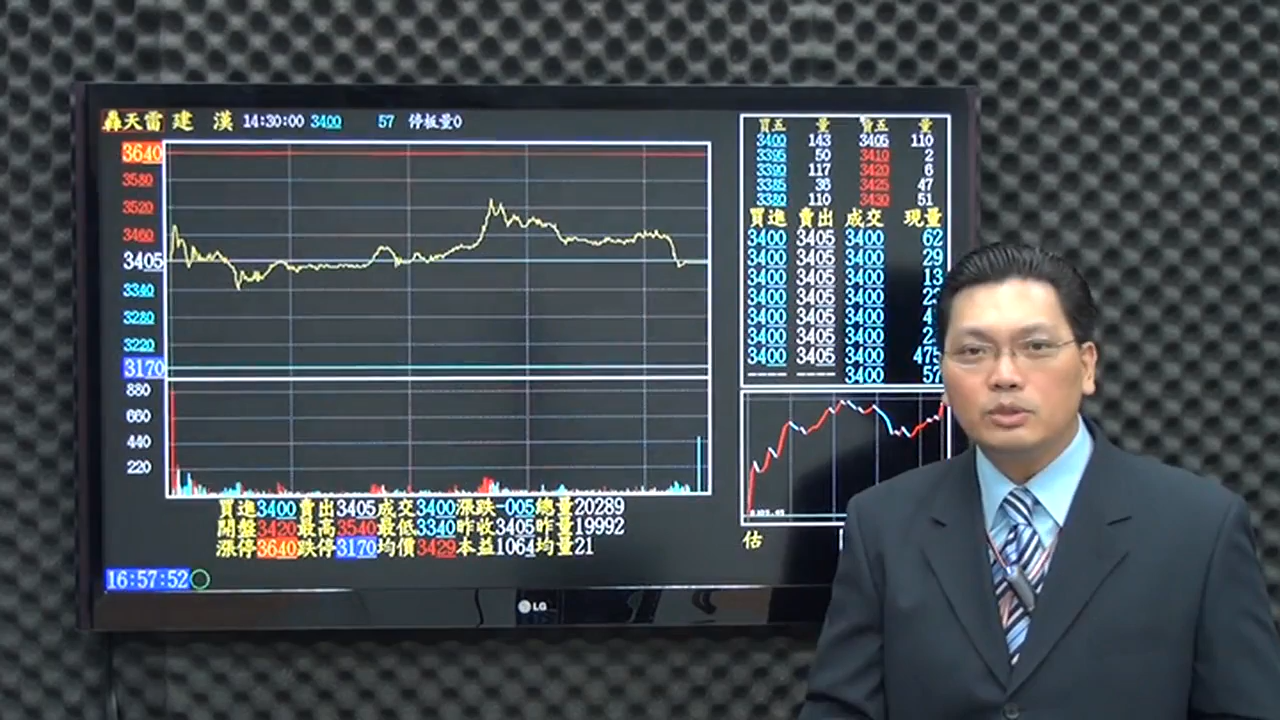 轟天雷 建 漢 14:30:00 3400 57 停板量0
3640
3580
3520
3460
3405
3340
3280
3220
3170
880
660
440
220
買五 量 賣五 量
3400 143 3405 110
3395 50 3410 2
3390 117 3420 6
3385 36 3425 47
3380 110 3430 51
買進 賣出 成交 現量
3400 3405 3400 62
3400 3405 3400 29
3400 3405 3400 13
3400 3405 3400
3400 3405 3400
3400 3405 3400
3400 3405 3400 475
---- ---- 3400 57
估
買進3400賣出3405成交3400漲跌-005總量20289
開盤3420最高3540最低3340昨收3405昨量19992
漲停3640跌停3170均價3429本益1064均量21
16:57:52
LG